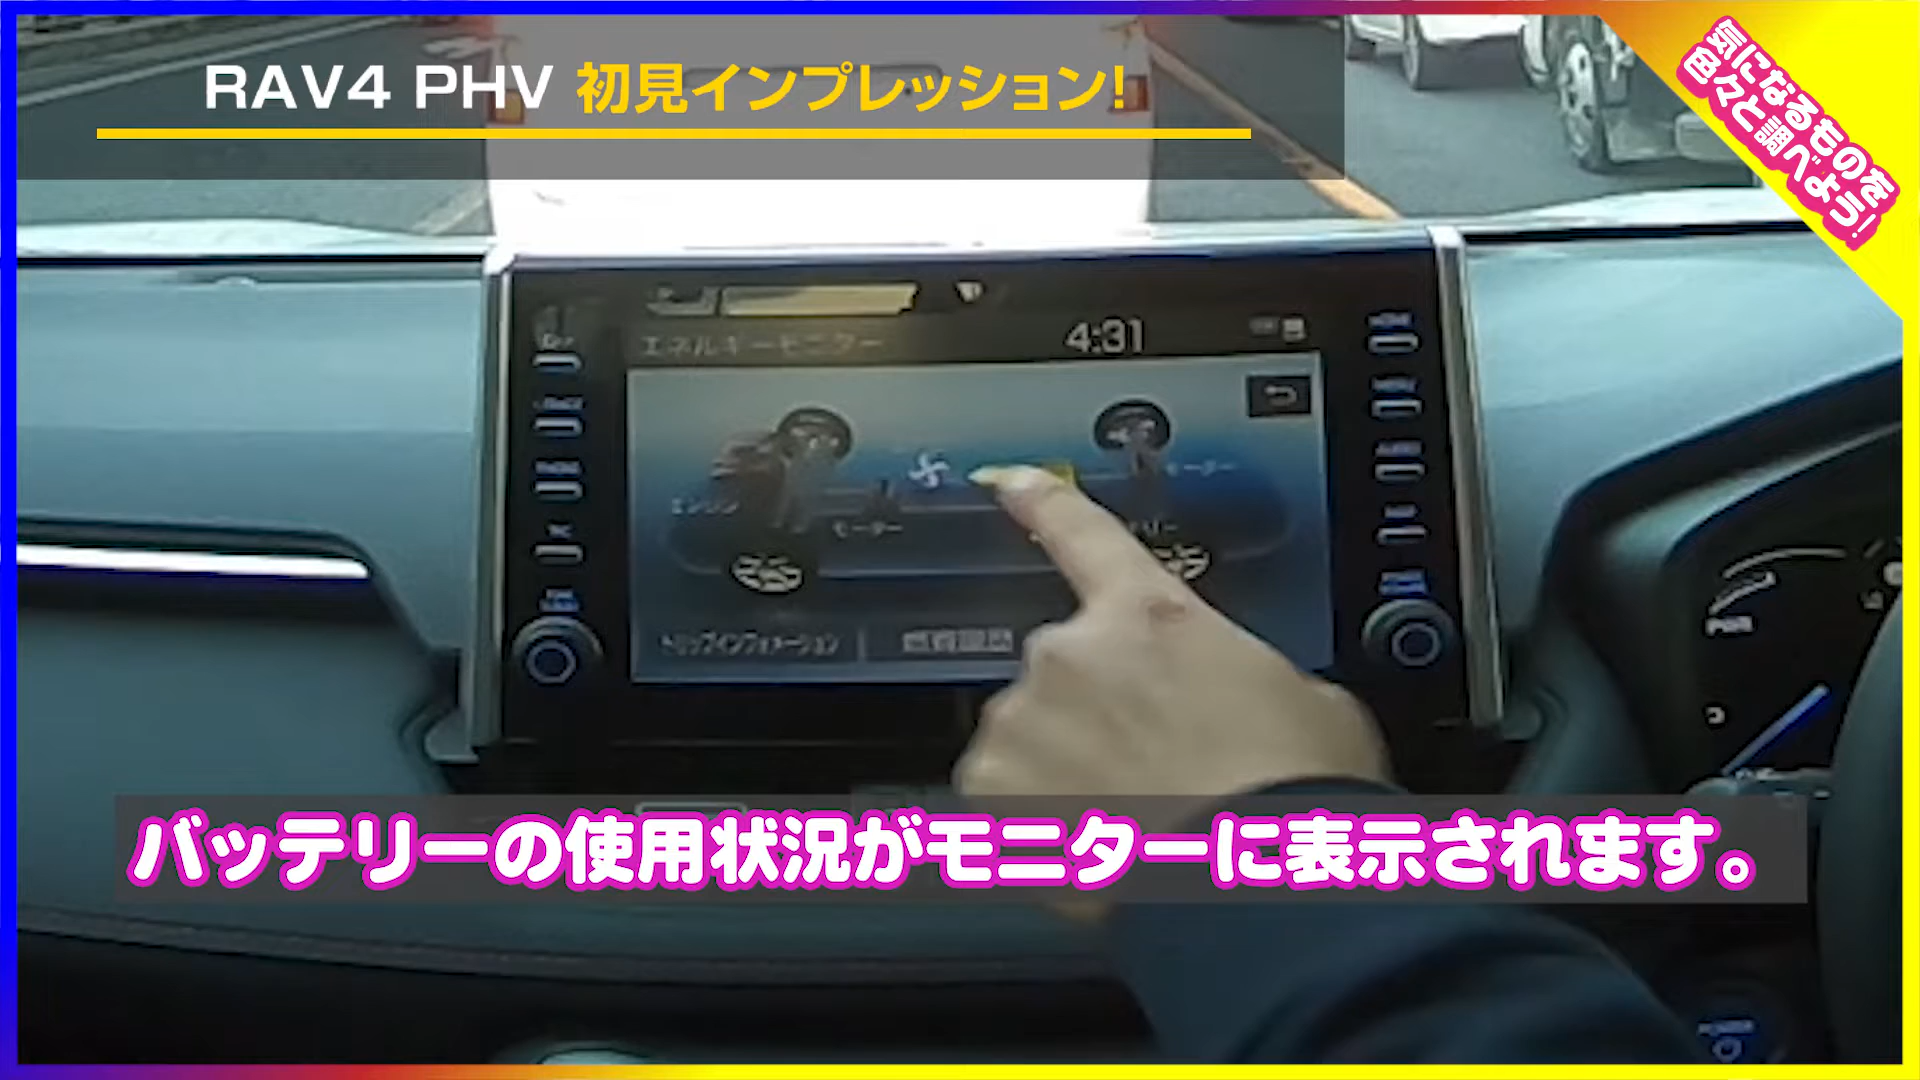 RAV4 PHV 初見インプレッション!
気になるものを
色々と調べよう!
エネルギーモニター
4:31
エンジン
モーター
モーター
トリップインフォメーション
PWR
POWER
バッテリーの使用状況がモニターに表示されます。